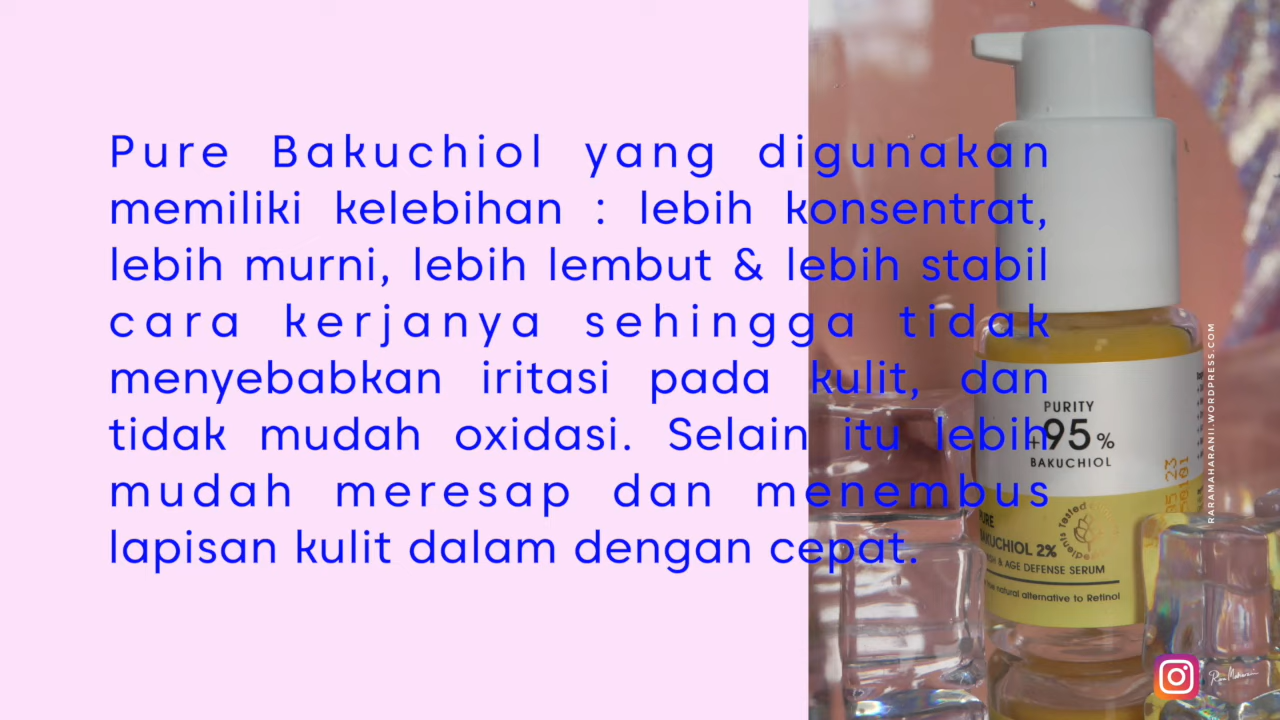 Pure Bakuchiol yang digunakan
memiliki kelebihan : lebih konsentrat,
lebih murni, lebih lembut & lebih stabil
cara kerjanya sehingga tidak
menyebabkan iritasi pada kulit, dan
tidak mudah oxidasi. Selain itu lebih
mudah meresap dan menembus
lapisan kulit dalam dengan cepat.
PURITY
+95%
BAKUCHIOL
BAKUCHIOL 2%
& AGE DEFENSE SERUM
natural alternative to Retinol
Tested
RARAMAHARANII.WORDPRESS.COM